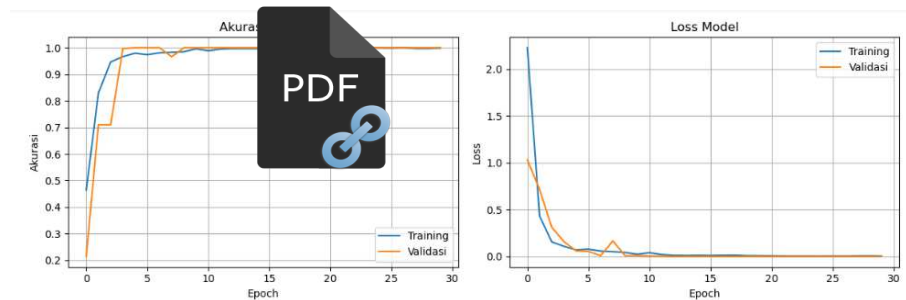 Akuras
1.0
0.9
0.8
0.7
0.6
0.5
0.4
0.3
0.2
Akurasi
0
5
10
15
20
25
30
Epoch
Training
Validasi
PDF
Loss Model
2.0
1.5
1.0
0.5
0.0
Loss
0
5
10
15
20
25
30
Epoch
Training
Validasi